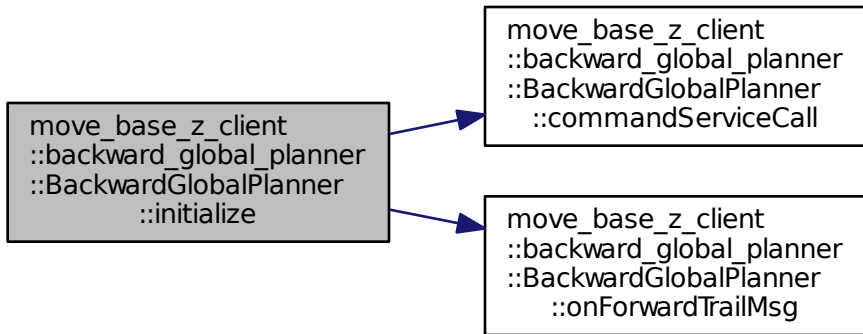 move_base_z_client
::backward_global_planner
::BackwardGlobalPlanner
::initialize
move_base_z_client
::backward_global_planner
::BackwardGlobalPlanner
::commandServiceCall
move_base_z_client
::backward_global_planner
::BackwardGlobalPlanner
::onForwardTrailMsg